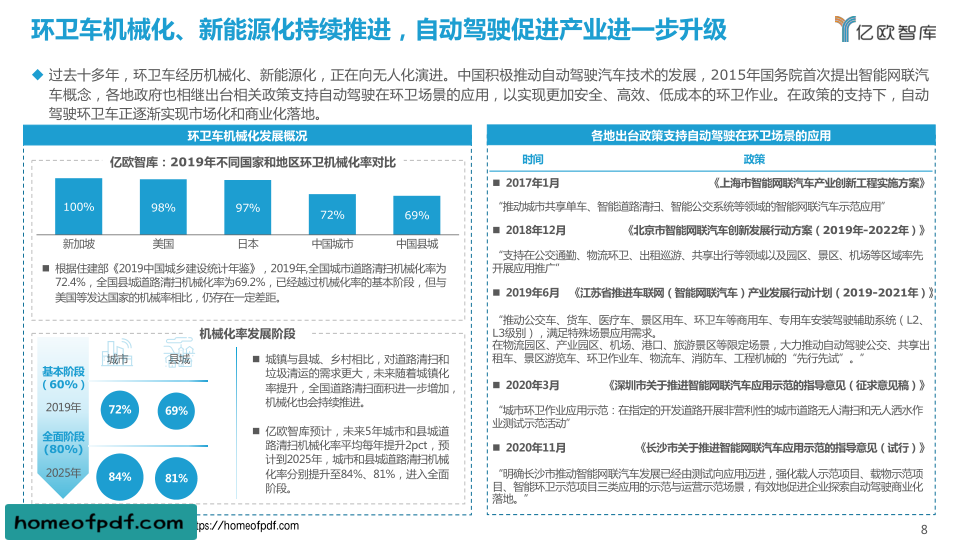 环卫车机械化、新能源化持续推进，自动驾驶促进产业进一步升级
亿欧智库
◆ 过去十多年，环卫车经历机械化、新能源化，正在向无人化演进。中国积极推动自动驾驶汽车技术的发展，2015年国务院首次提出智能网联汽
车概念，各地政府也相继出台相关政策支持自动驾驶在环卫场景的应用，以实现更加安全、高效、低成本的环卫作业。在政策的支持下，自动
驾驶环卫车正逐渐实现市场化和商业化落地。
环卫车机械化发展概况
亿欧智库：2019年不同国家和地区环卫机械化率对比
100% 98% 97% 72% 69%
新加坡 美国 日本 中国城市 中国县城
■ 根据住建部《2019中国城乡建设统计年鉴》，2019年,全国城市道路清扫机械化率为
72.4%，全国县城道路清扫机械化率为69.2%，已经越过机械化率的基本阶段，但与
美国等发达国家的机械率相比，仍存在一定差距。
机械化率发展阶段
城市 县城
基本阶段
（60%）
2019年 72% 69%
全面阶段
（80%）
2025年 84% 81%
■ 城镇与县城、乡村相比，对道路清扫和
垃圾清运的需求更大，未来随着城镇化
率提升，全国道路清扫面积进一步增加，
机械化也会持续推进。
■ 亿欧智库预计，未来5年城市和县城道
路清扫机械化率平均每年提升2pct，预
计到2025年，城市和县城道路清扫机械
化率分别提升至84%、81%，进入全面
阶段。
各地出台政策支持自动驾驶在环卫场景的应用
时间 政策
■ 2017年1月 《上海市智能网联汽车产业创新工程实施方案》
“推动城市共享单车、智能道路清扫、智能公交系统等领域的智能网联汽车示范应用”
■ 2018年12月 《北京市智能网联汽车创新发展行动方案（2019年-2022年）》
“支持在公交通勤、物流环卫、出租巡游、共享出行等领域以及园区、景区、机场等区域率先
开展应用推广”
■ 2019年6月 《江苏省推进车联网（智能网联汽车）产业发展行动计划（2019-2021年）》
“推动公交车、货车、医疗车、景区用车、环卫车等商用车、专用车安装驾驶辅助系统（L2、
L3级别），满足特殊场景应用需求。
在物流园区、产业园区、机场、港口、旅游景区等限定场景，大力推动自动驾驶公交、共享出
租车、景区游览车、环卫作业车、物流车、消防车、工程机械的“先行先试”。”
■ 2020年3月 《深圳市关于推进智能网联汽车应用示范的指导意见（征求意见稿）》
“城市环卫作业应用示范：在指定的开发道路开展非营利性的城市道路无人清扫和无人洒水作
业测试示范活动”
■ 2020年11月 《长沙市关于推进智能网联汽车应用示范的指导意见（试行）》
“明确长沙市推动智能网联汽车发展已经由测试向应用迈进，强化载人示范项目、载物示范项
目、智能环卫示范项目三类应用的示范与运营示范场景，有效地促进企业探索自动驾驶商业化
落地。”
homeofpdf.com
ttps://homeofpdf.com
8